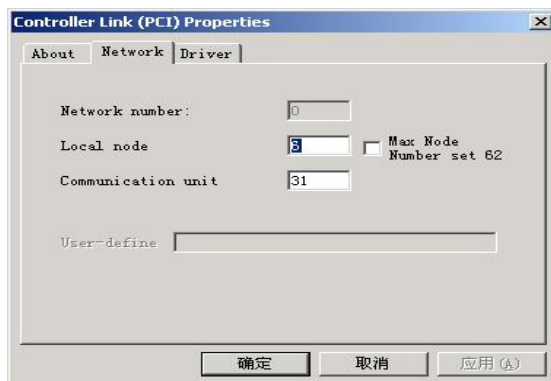 Controller Link (PCI) Properties
About Network Driver
Network number: 0
Local node Max Node
Number set 62
Communication unit 31
User-define
确定 取消 应用(A)